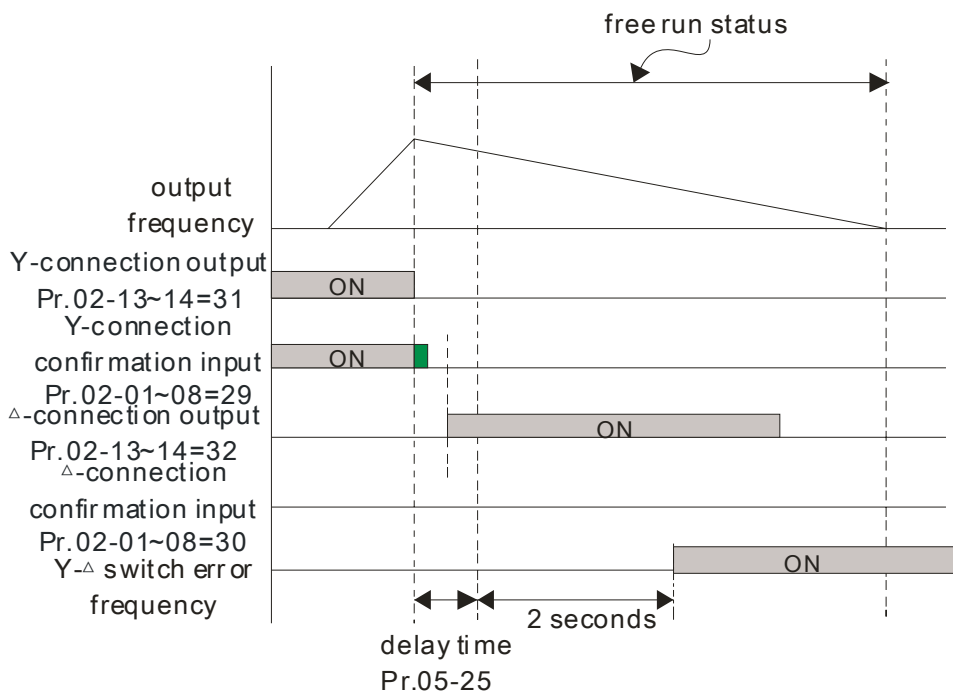 free run status
output
frequency
Y-connection output
ON
Pr.02-13~14=31
Y-connection
confirmation input
ON
Pr.02-01~08=29
△-connection output
ON
Pr.02-13~14=32
△-connection
confirmation input
Pr.02-01~08=30
Y-△ switch error
ON
frequency
2 seconds
delay time
Pr.05-25